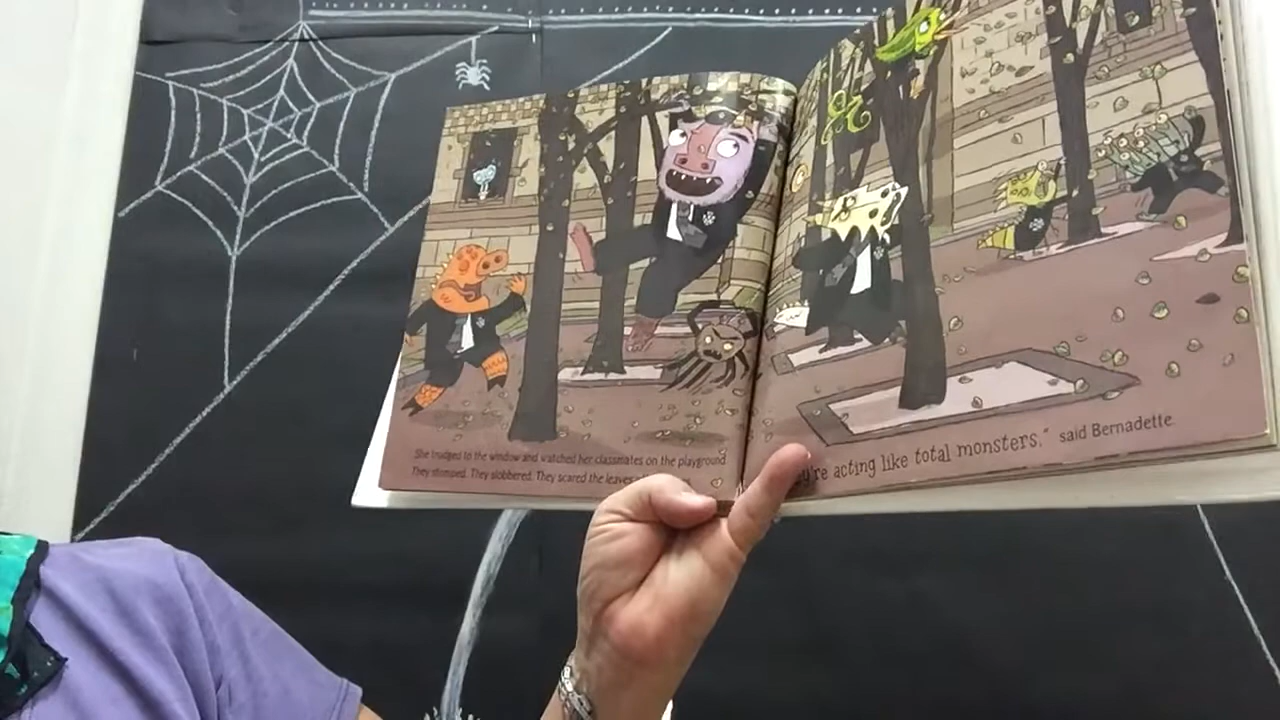 She trudged to the window and watched her classmates on the playground.
They stomped. They slobbered. They scared the leaves
acting like total monsters," said Bernadette.